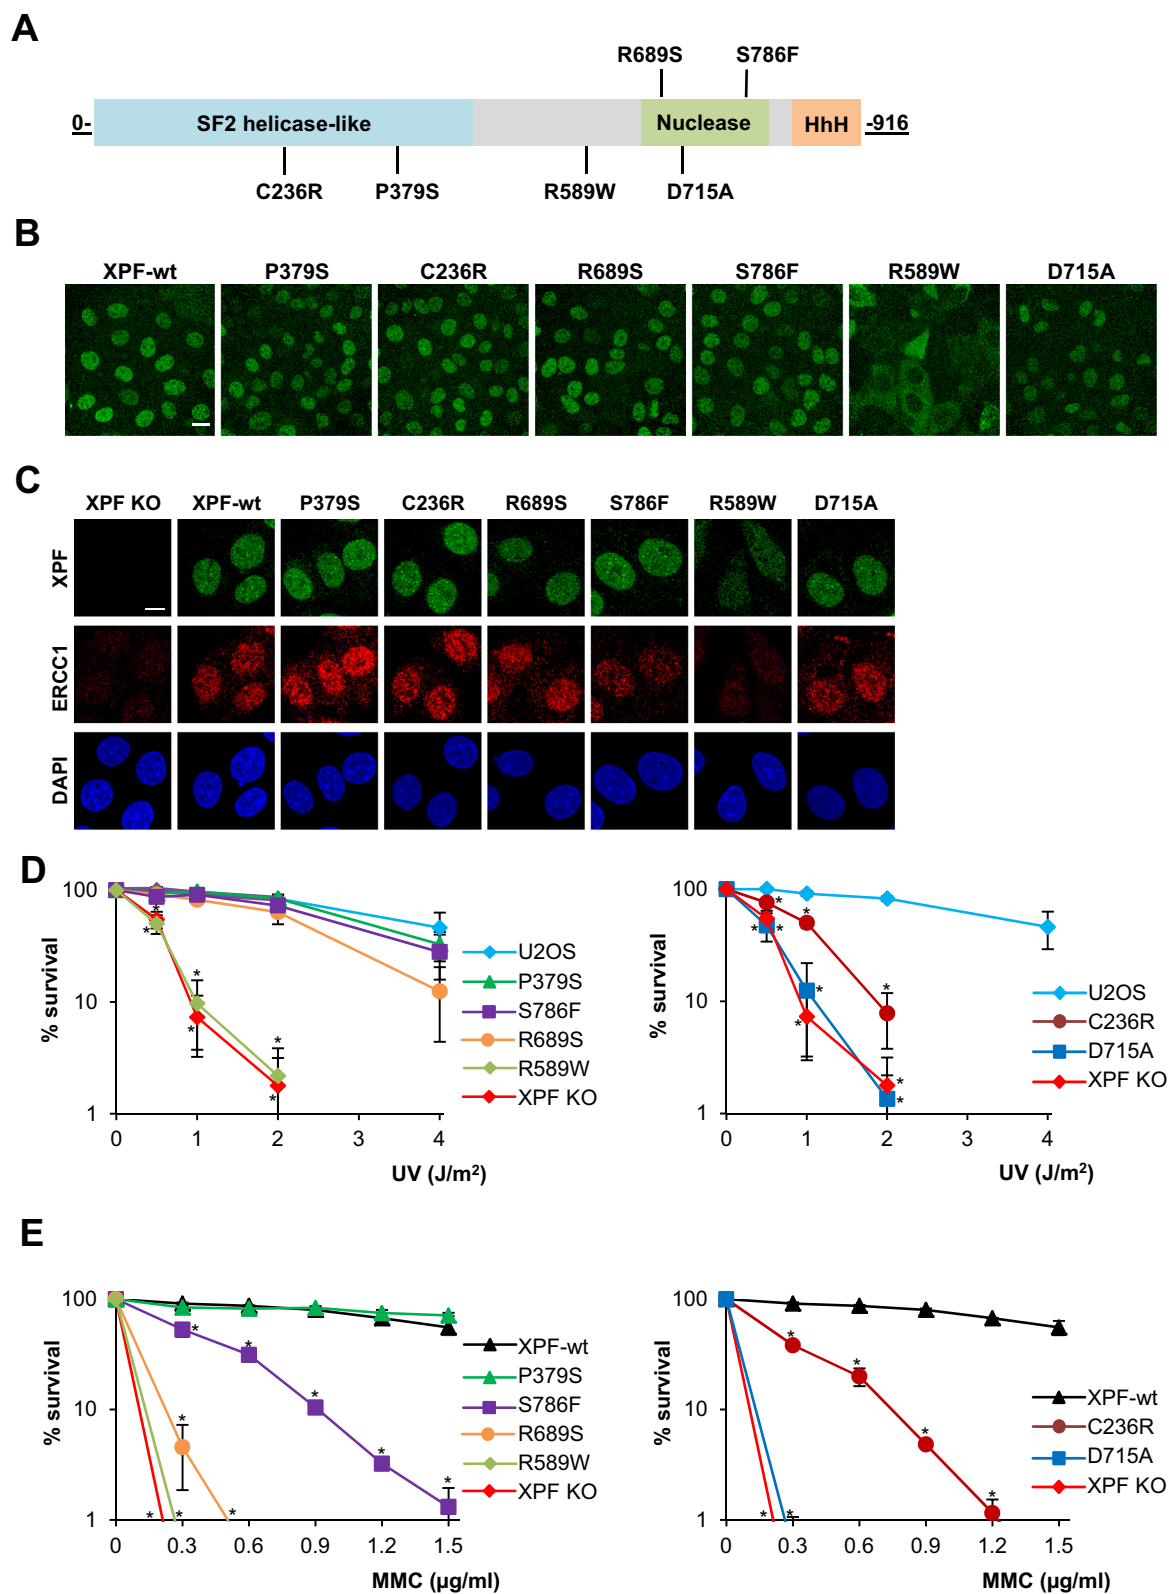 A
R689S S786F
0- SF2 helicase-like Nuclease HhH -916
C236R P379S R589W D715A
B
XPF-wt P379S C236R R689S S786F R589W D715A
C
XPF KO XPF-wt P379S C236R R689S S786F R589W D715A
XPF
ERCC1
DAPI
D
% survival
100
10
1
0 1 2 3 4
UV (J/m²)
U2OS
P379S
S786F
R689S
R589W
XPF KO
% survival
100
10
1
0 1 2 3 4
UV (J/m²)
U2OS
C236R
D715A
XPF KO
E
% survival
100
10
1
0 0.3 0.6 0.9 1.2 1.5
MMC (µg/ml)
XPF-wt
P379S
S786F
R689S
R589W
XPF KO
% survival
100
10
1
0 0.3 0.6 0.9 1.2 1.5
MMC (µg/ml)
XPF-wt
C236R
D715A
XPF KO